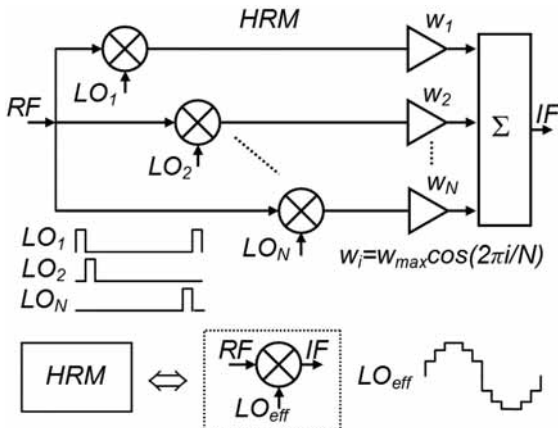 HRM
w1
LO1
RF
w2
IF
LO2
Σ
wN
LON
LO1
wi=wmaxcos(2πi/N)
LO2
LON
HRM
RF
IF
LOeff
LOeff